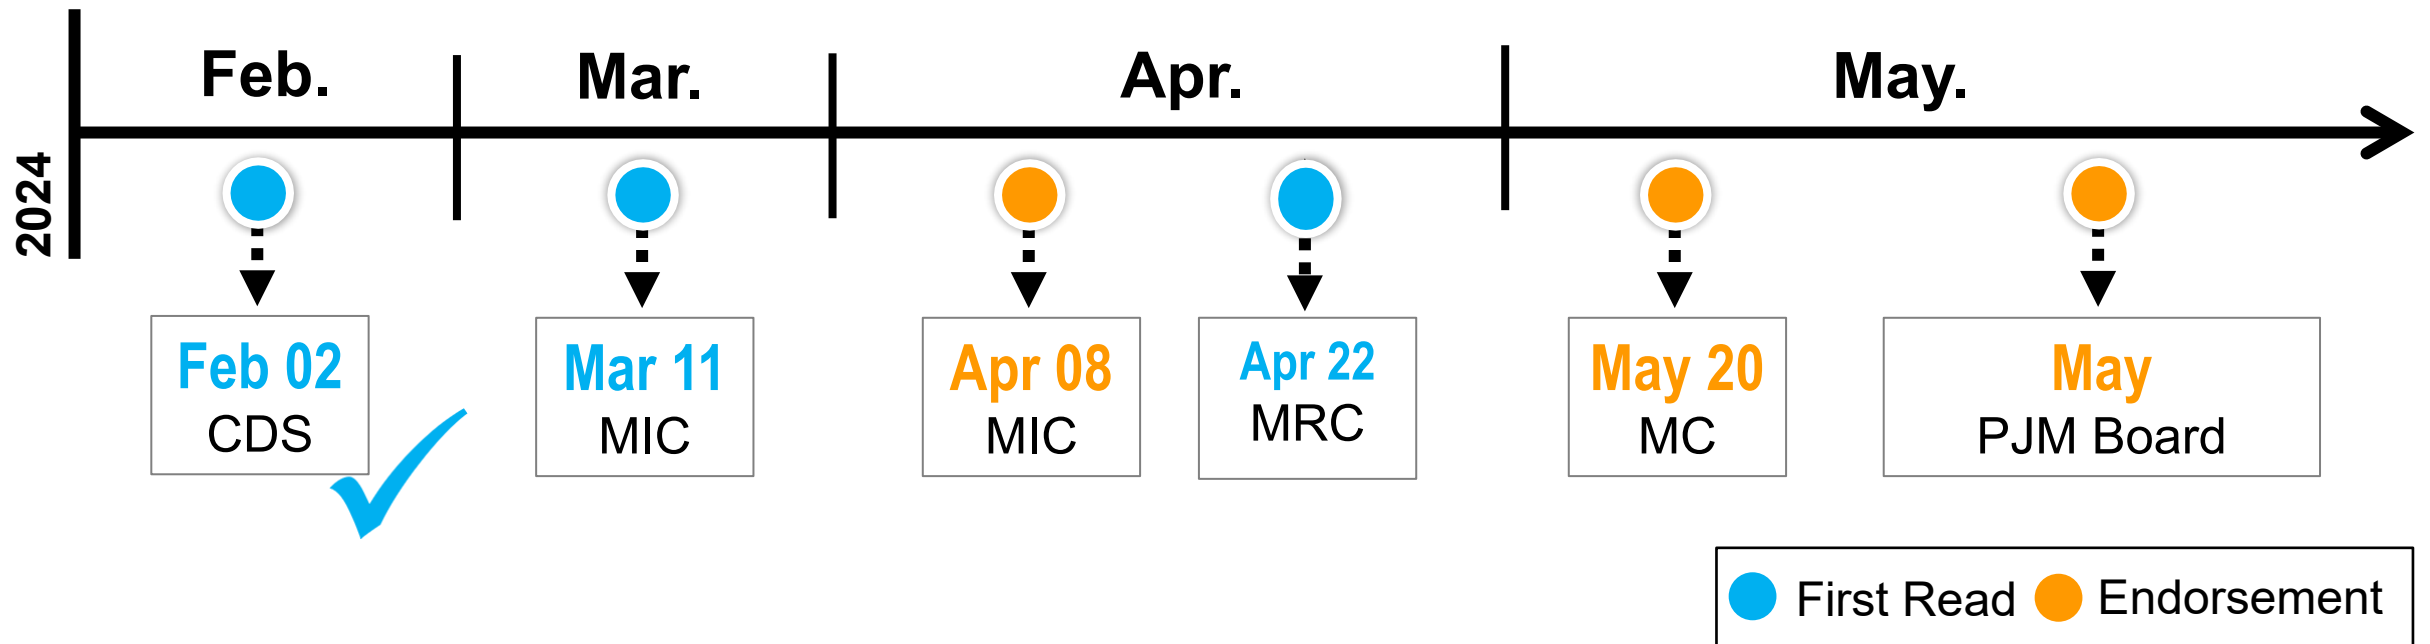 Feb.
Mar.
Apr.
May.
2024
Feb 02
CDS
Mar 11
MIC
Apr 08
MIC
Apr 22
MRC
May 20
MC
May
PJM Board
First Read
Endorsement